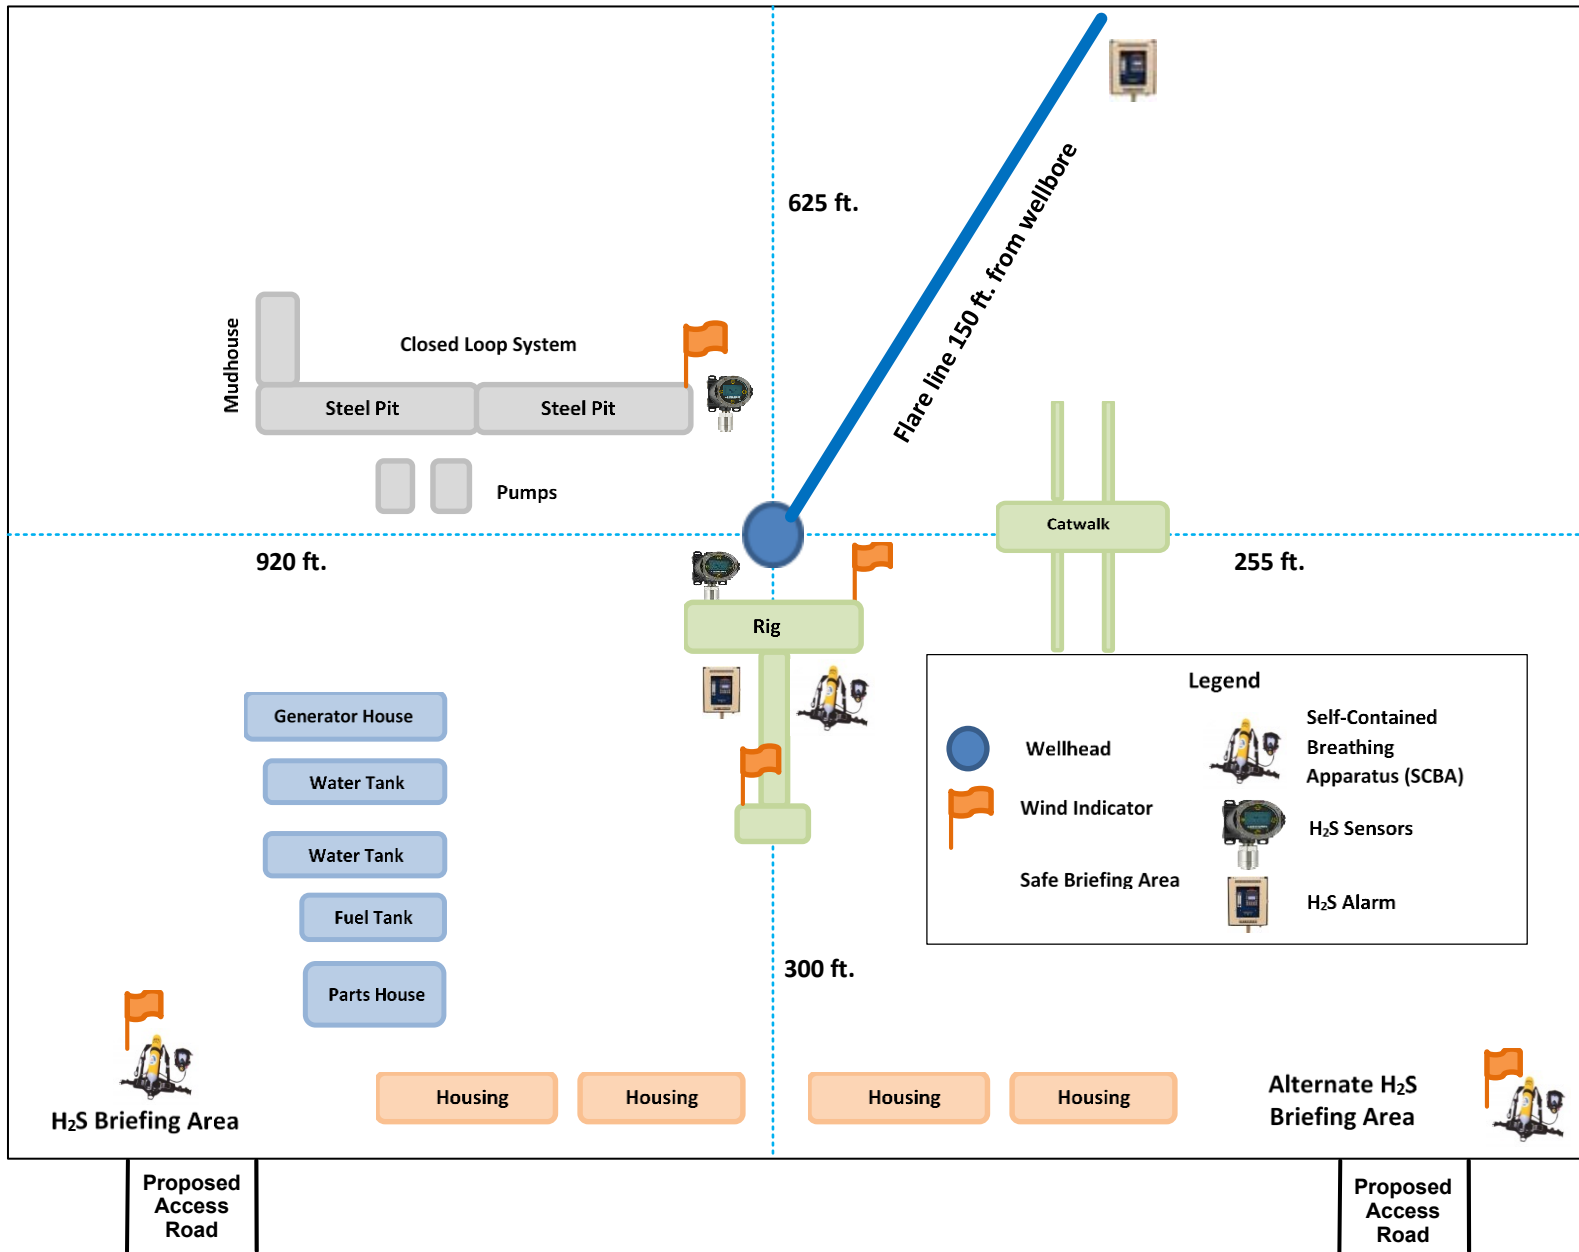 625 ft.
Flare line 150 ft. from wellbore
Mudhouse
Closed Loop System
Steel Pit
Steel Pit
Pumps
Catwalk
920 ft.
255 ft.
Rig
Legend
Wellhead
Wind Indicator
Safe Briefing Area
Self-Contained
Breathing
Apparatus (SCBA)
H₂S Sensors
H₂S Alarm
Generator House
Water Tank
Water Tank
Fuel Tank
Parts House
300 ft.
H₂S Briefing Area
Housing
Housing
Housing
Housing
Alternate H₂S
Briefing Area
Proposed
Access
Road
Proposed
Access
Road